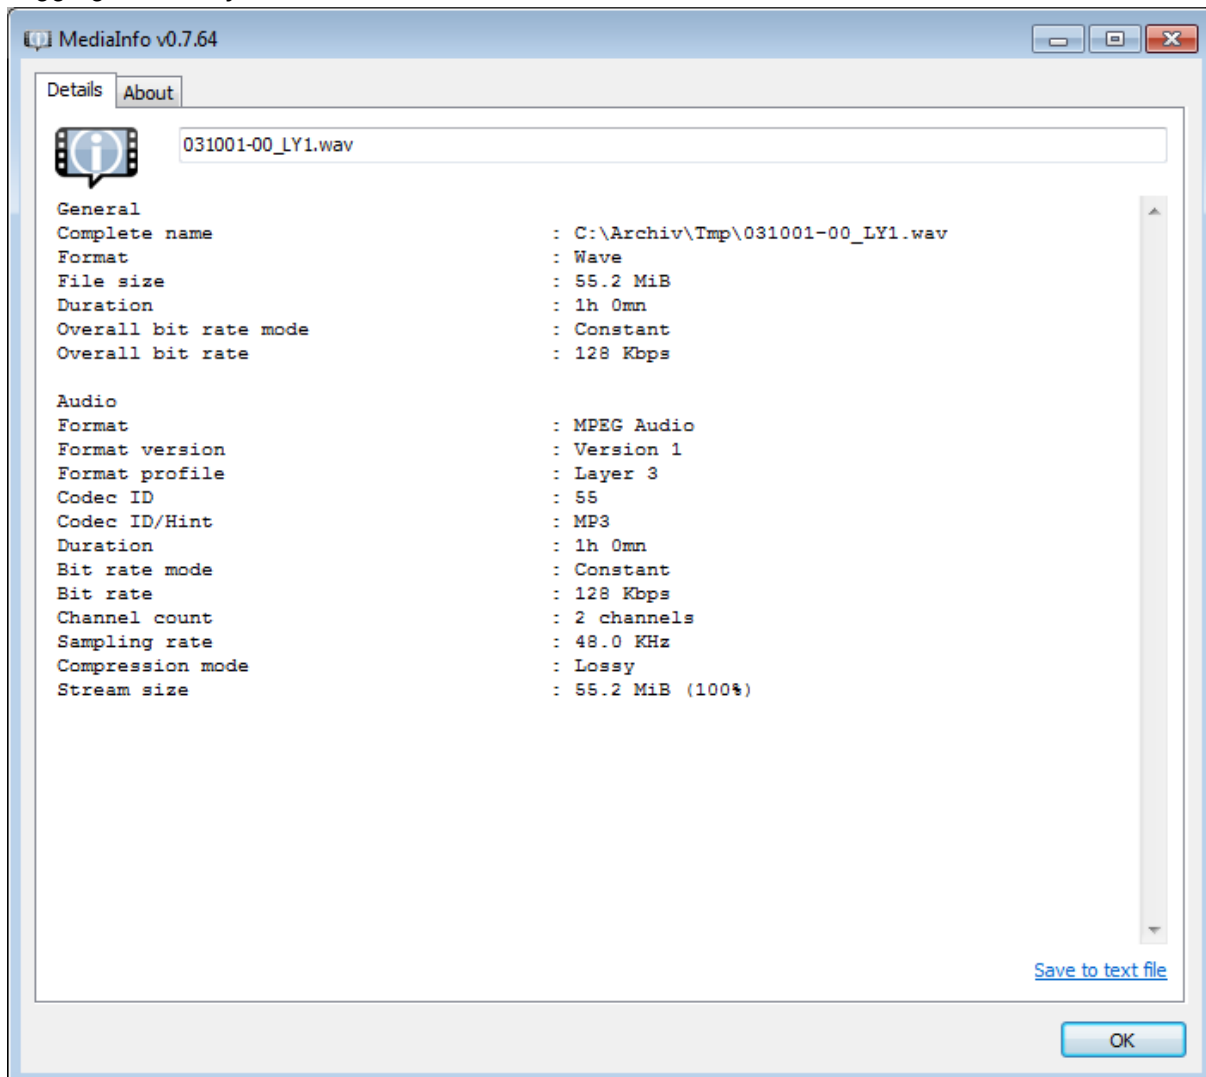 MediaInfo v0.7.64
Details About
031001-00_LY1.wav
General
Complete name : C:\Archiv\Tmp\031001-00_LY1.wav
Format : Wave
File size : 55.2 MiB
Duration : 1h 0mn
Overall bit rate mode : Constant
Overall bit rate : 128 Kbps
Audio
Format : MPEG Audio
Format version : Version 1
Format profile : Layer 3
Codec ID : 55
Codec ID/Hint : MP3
Duration : 1h 0mn
Bit rate mode : Constant
Bit rate : 128 Kbps
Channel count : 2 channels
Sampling rate : 48.0 KHz
Compression mode : Lossy
Stream size : 55.2 MiB (100%)
Save to text file
OK